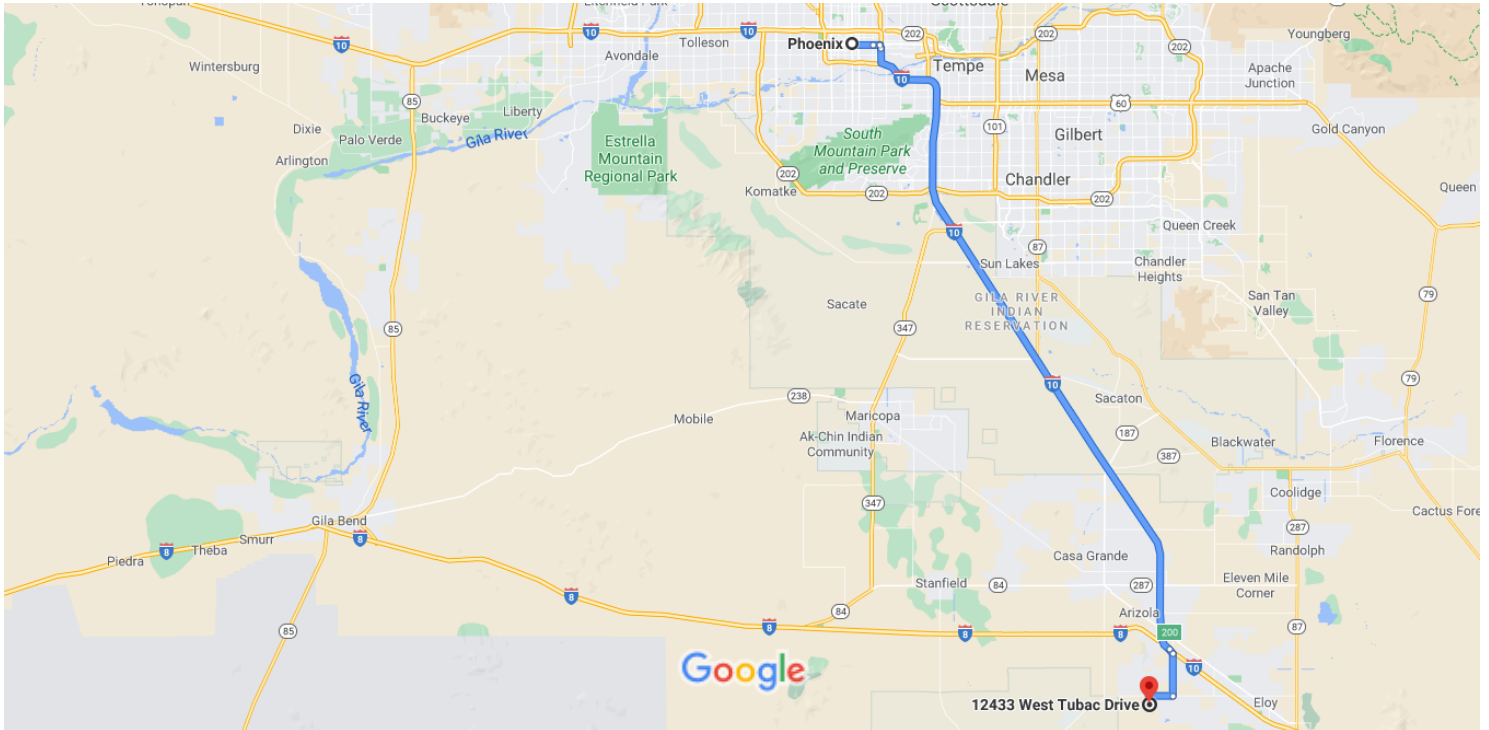 Tonopah
Litchfield Park
Scottsdale
10
10
10
Tolleson
Phoenix
202
202
202
Youngberg
Wintersburg
Avondale
10
Tempe
Mesa
Apache
Junction
85
Buckeye
Liberty
60
Dixie
Palo Verde
Gila River
101
Gilbert
Gold Canyon
Arlington
Estrella
Mountain
Regional Park
South
Mountain Park
and Preserve
202
Komatke
202
Chandler
202
Queen
10
Queen Creek
87
Sun Lakes
Chandler
Heights
Sacate
GILA RIVER
INDIAN
RESERVATION
San Tan
Valley
79
85
347
Gila River
10
79
238
Sacaton
Mobile
Maricopa
Ak-Chin Indian
Community
187
387
Blackwater
Florence
347
Coolidge
Cactus Fore
Gila Bend
8
287
Smurr
Theba
8
Piedra
Casa Grande
Randolph
Stanfield
84
287
Eleven Mile
Corner
8
84
Arizola
85
8
8
8
200
87
10
Google
12433 West Tubac Drive
Eloy